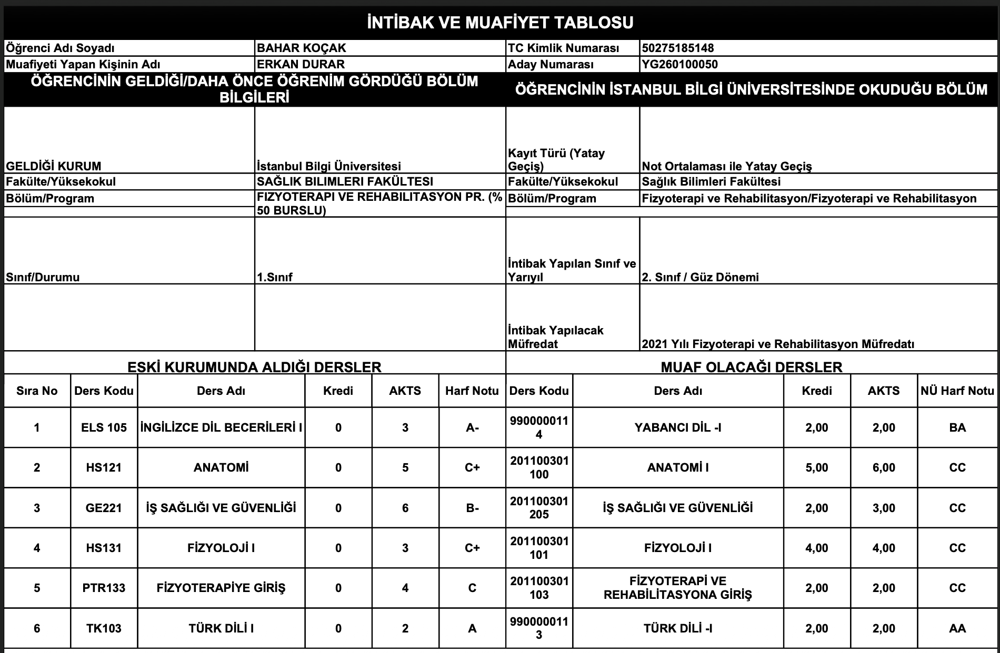 İNTİBAK VE MUAFİYET TABLOSU
Öğrenci Adı Soyadı BAHAR KOÇAK TC Kimlik Numarası 50275185148
Muafiyeti Yapan Kişinin Adı ERKAN DURAR Aday Numarası YG260100050
ÖĞRENCİNİN GELDİĞİ/DAHA ÖNCE ÖĞRENİM GÖRDÜĞÜ BÖLÜM
BİLGİLERİ
ÖĞRENCİNİN İSTANBUL BİLGİ ÜNİVERSİTESİNDE OKUDUĞU BÖLÜM
GELDİĞİ KURUM İstanbul Bilgi Üniversitesi
Kayıt Türü (Yatay
Geçiş)
Not Ortalaması ile Yatay Geçiş
Fakülte/Yüksekokul SAĞLIK BILIMLERI FAKÜLTESI Fakülte/Yüksekokul Sağlık Bilimleri Fakültesi
Bölüm/Program
FIZYOTERAPI VE REHABILITASYON PR. (%
50 BURSLU)
Bölüm/Program Fizyoterapi ve Rehabilitasyon/Fizyoterapi ve Rehabilitasyon
Sınıf/Durumu 1.Sınıf
İntibak Yapılan Sınıf ve
Yarıyıl
2. Sınıf / Güz Dönemi
İntibak Yapılacak
Müfredat
2021 Yılı Fizyoterapi ve Rehabilitasyon Müfredatı
ESKİ KURUMUNDA ALDIĞI DERSLER MUAF OLACAĞI DERSLER
Sıra No Ders Kodu Ders Adı Kredi AKTS Harf Notu Ders Kodu Ders Adı Kredi AKTS NÜ Harf Notu
1 ELS 105 İNGİLİZCE DİL BECERİLERİ I 0 3 A-
990000011
4
YABANCI DİL -I 2,00 2,00 BA
2 HS121 ANATOMİ 0 5 C+
201100301
100
ANATOMİ I 5,00 6,00 CC
3 GE221 İŞ SAĞLIĞI VE GÜVENLİĞİ 0 6 B-
201100301
205
İŞ SAĞLIĞI VE GÜVENLİĞİ 2,00 3,00 CC
4 HS131 FİZYOLOJİ I 0 3 C+
201100301
101
FİZYOLOJİ I 4,00 4,00 CC
5 PTR133 FİZYOTERAPİYE GİRİŞ 0 4 C
201100301
103
FİZYOTERAPİ VE
REHABİLİTASYONA GİRİŞ
2,00 2,00 CC
6 TK103 TÜRK DİLİ I 0 2 A
990000011
3
TÜRK DİLİ -I 2,00 2,00 AA